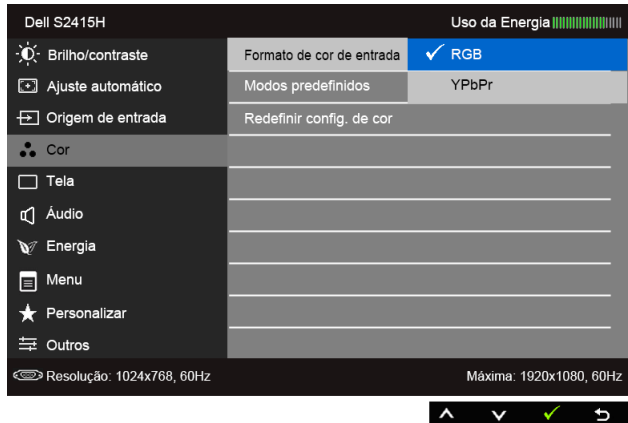 Dell S2415H Uso da Energia
Brilho/contraste Formato de cor de entrada RGB
Ajuste automático Modos predefinidos YPbPr
Origem de entrada Redefinir config. de cor
Cor
Tela
Áudio
Energia
Menu
Personalizar
Outros
Resolução: 1024x768, 60Hz Máxima: 1920x1080, 60Hz